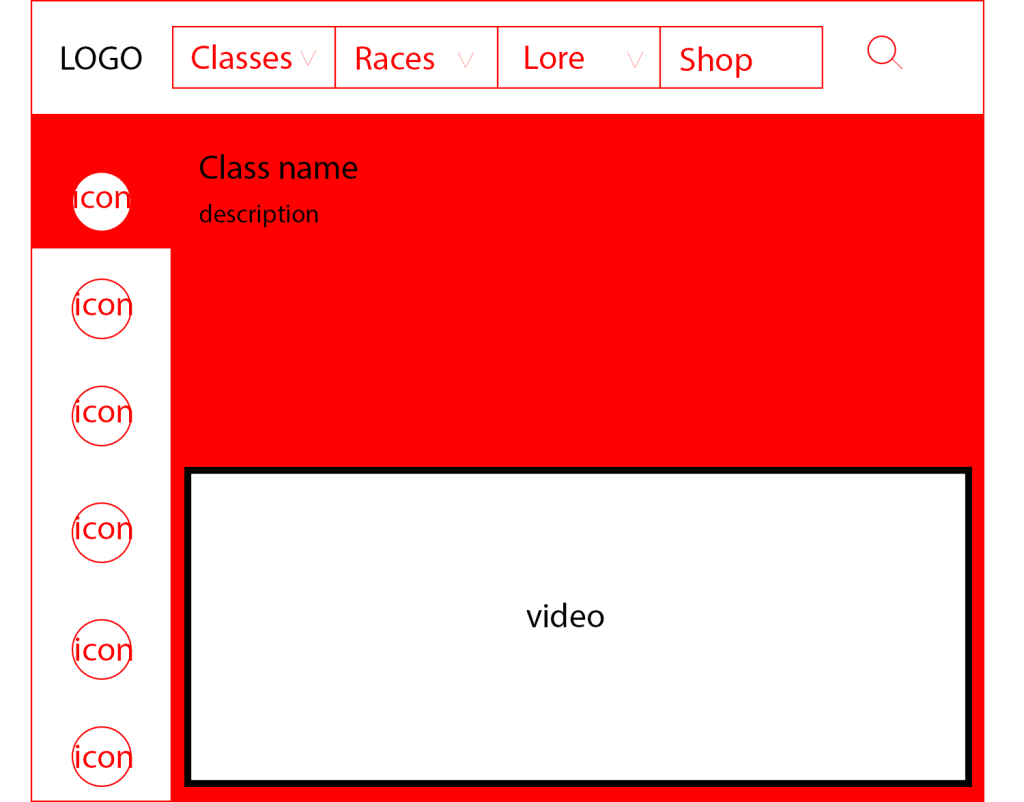 LOGO
Classes
Races
Lore
Shop
icon
Class name
description
icon
icon
icon
video
icon
icon